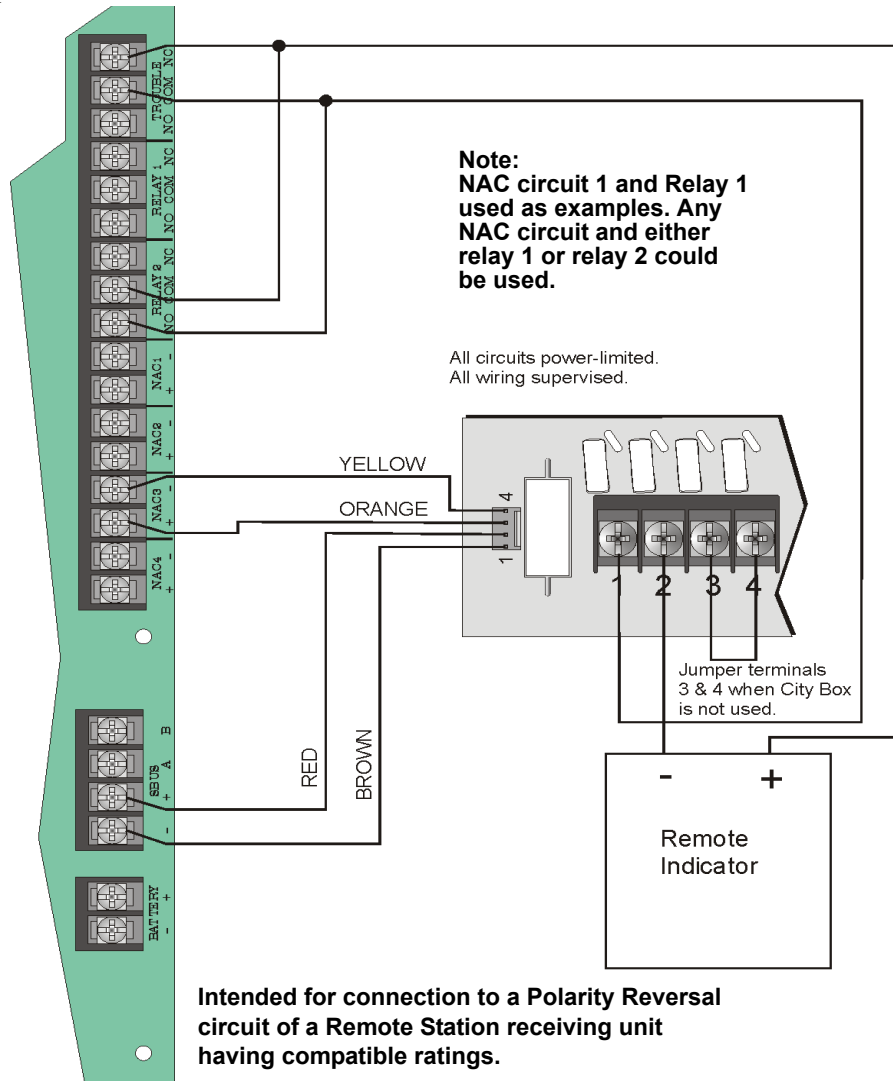 TROUBLE
NC
COM
NO
RELAY 1
NC
COM
NO
RELAY 2
NC
COM
NO
NAC1
-
+
NAC2
-
+
NAC3
-
+
NAC4
-
+
Note:
NAC circuit 1 and Relay 1
used as examples. Any
NAC circuit and either
relay 1 or relay 2 could
be used.
All circuits power-limited.
All wiring supervised.
YELLOW
ORANGE
4
1
1 2 3 4
Jumper terminals
3 & 4 when City Box
is not used.
SBUS
B
A
+
-
RED
BROWN
- +
Remote
Indicator
BATTERY
+
-
Intended for connection to a Polarity Reversal
circuit of a Remote Station receiving unit
having compatible ratings.